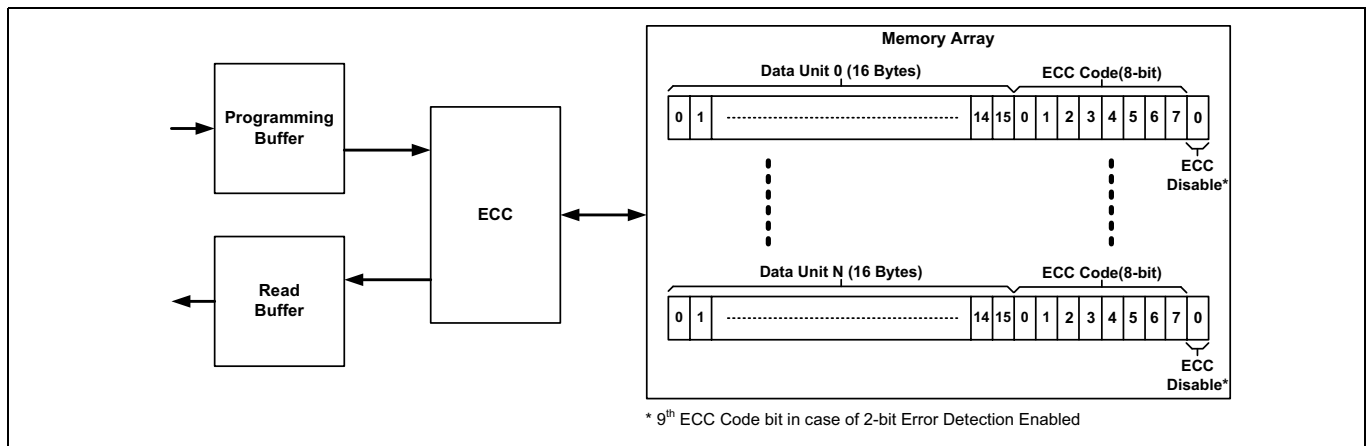 Memory Array
Data Unit 0 (16 Bytes)
ECC Code(8-bit)
0 1 14 15 0 1 2 3 4 5 6 7 0
ECC
Disable*
Programming
Buffer
ECC
Read
Buffer
Data Unit N (16 Bytes)
ECC Code(8-bit)
0 1 14 15 0 1 2 3 4 5 6 7 0
ECC
Disable*
* 9th ECC Code bit in case of 2-bit Error Detection Enabled